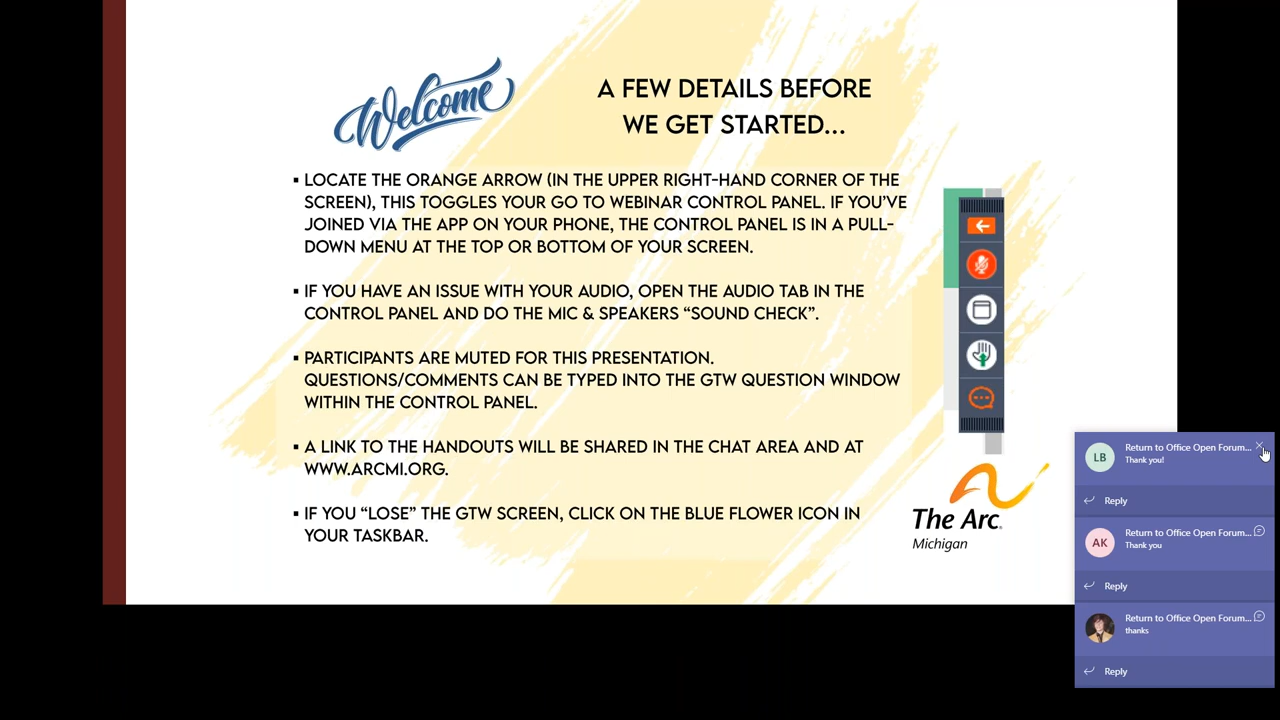 Welcome
A FEW DETAILS BEFORE
WE GET STARTED...
▪ LOCATE THE ORANGE ARROW (IN THE UPPER RIGHT-HAND CORNER OF THE
SCREEN), THIS TOGGLES YOUR GO TO WEBINAR CONTROL PANEL. IF YOU'VE
JOINED VIA THE APP ON YOUR PHONE, THE CONTROL PANEL IS IN A PULL-
DOWN MENU AT THE TOP OR BOTTOM OF YOUR SCREEN.
▪ IF YOU HAVE AN ISSUE WITH YOUR AUDIO, OPEN THE AUDIO TAB IN THE
CONTROL PANEL AND DO THE MIC & SPEAKERS “SOUND CHECK”.
▪ PARTICIPANTS ARE MUTED FOR THIS PRESENTATION.
QUESTIONS/COMMENTS CAN BE TYPED INTO THE GTW QUESTION WINDOW
WITHIN THE CONTROL PANEL.
▪ A LINK TO THE HANDOUTS WILL BE SHARED IN THE CHAT AREA AND AT
WWW.ARCMI.ORG.
▪ IF YOU “LOSE” THE GTW SCREEN, CLICK ON THE BLUE FLOWER ICON IN
YOUR TASKBAR.
The Arc®
Michigan
LB
Return to Office Open Forum...
Thank you!
Reply
AK
Return to Office Open Forum...
Thank you
Reply
Return to Office Open Forum...
thanks
Reply